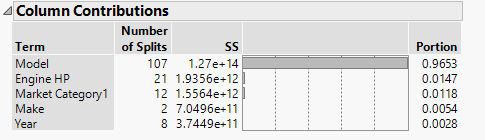 Column Contributions
Term Number of Splits SS Portion
Model 107 1.27e+14 0.9653
Engine HP 21 1.9356e+12 0.0147
Market Category1 12 1.5564e+12 0.0118
Make 2 7.0496e+11 0.0054
Year 8 3.7449e+11 0.0028